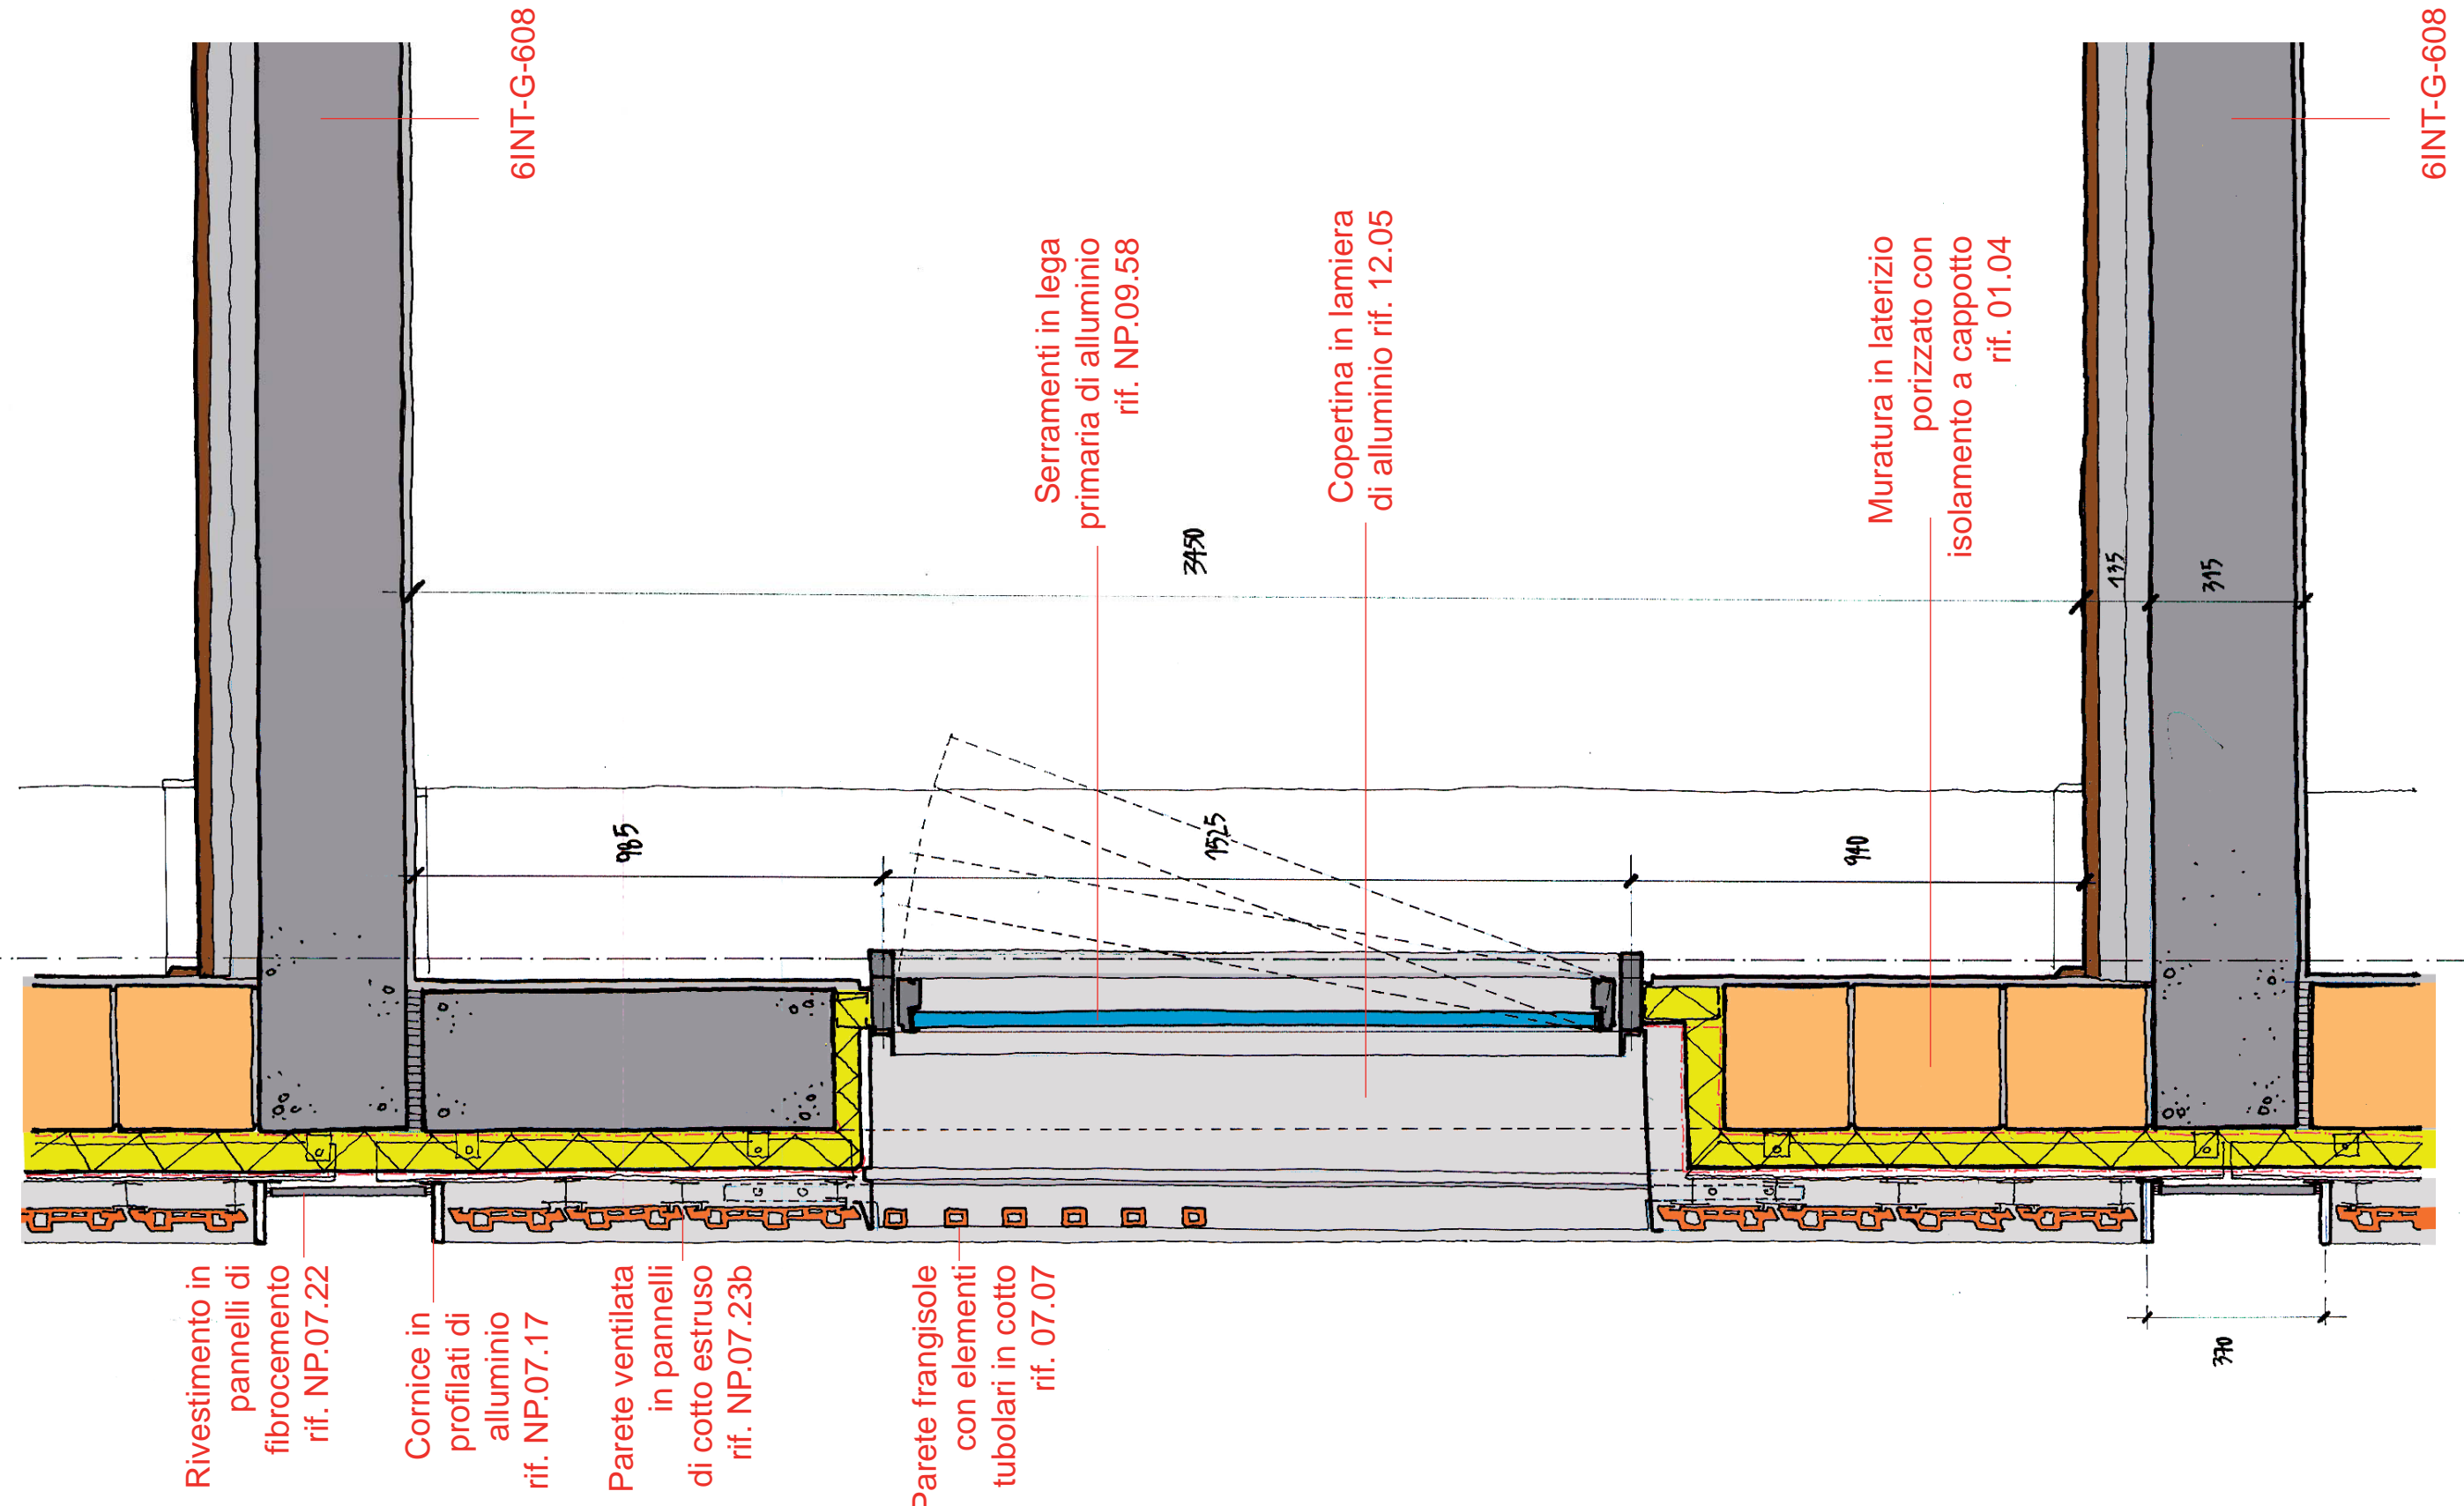 6INT-G-608
6INT-G-608
Serramenti in lega
primaria di alluminio
rif. NP.09.58
Copertina in lamiera
di alluminio rif. 12.05
Muratura in laterizio
porizzato con
isolamento a cappotto
rif. 01.04
3450
135
315
985
1525
940
370
Rivestimento in
pannelli di
fibrocemento
rif. NP.07.22
Cornice in
profilati di
alluminio
rif. NP.07.17
Parete ventilata
in pannelli
di cotto estruso
rif. NP.07.23b
Parete frangisole
con elementi
tubolari in cotto
rif. 07.07